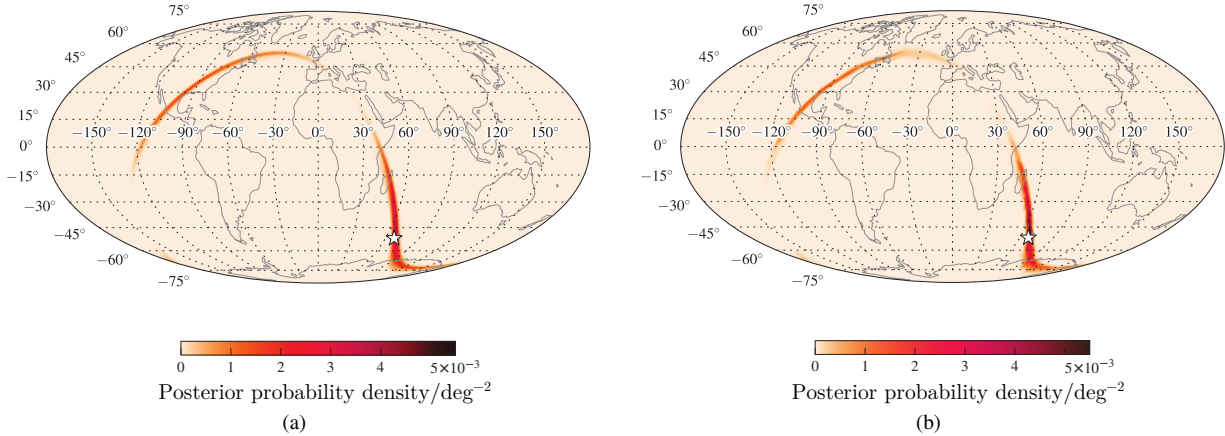 75° 75°
60° 60°
45° 45°
30° 30°
15° 15°
−150° −120° −90° −60° −30° 0° 30° 60° 90° 120° 150° −150° −120° −90° −60° −30° 0° 30° 60° 90° 120° 150°
0° 0°
−15° −15°
−30° −30°
−45° −45°
−60° −60°
−75° −75°
0 1 2 3 4 5×10⁻³ 0 1 2 3 4 5×10⁻³
Posterior probability density/deg⁻² Posterior probability density/deg⁻²
(a) (b)